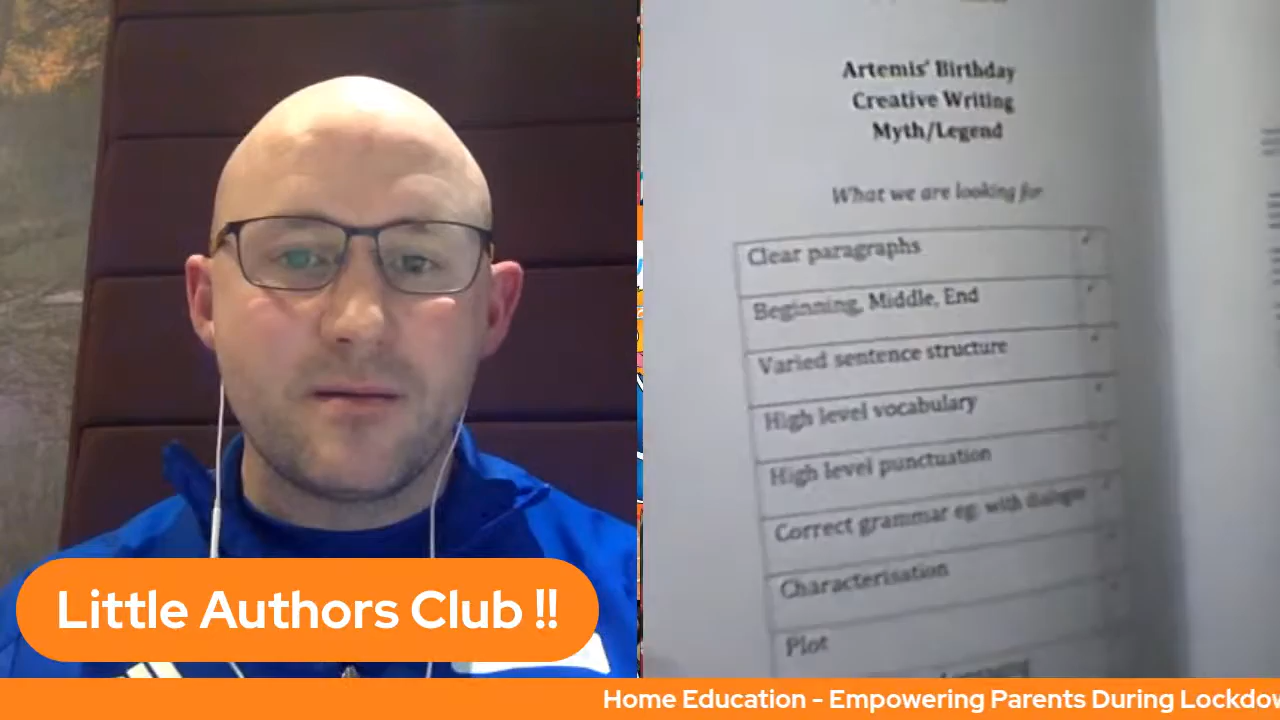 Artemis' Birthday
Creative Writing
Myth/Legend
What we are looking for
Clear paragraphs
Beginning, Middle, End
Varied sentence structure
High level vocabulary
High level punctuation
Correct grammar eg: with dialogue
Characterisation
Plot
Little Authors Club !!
Home Education - Empowering Parents During Lockdow